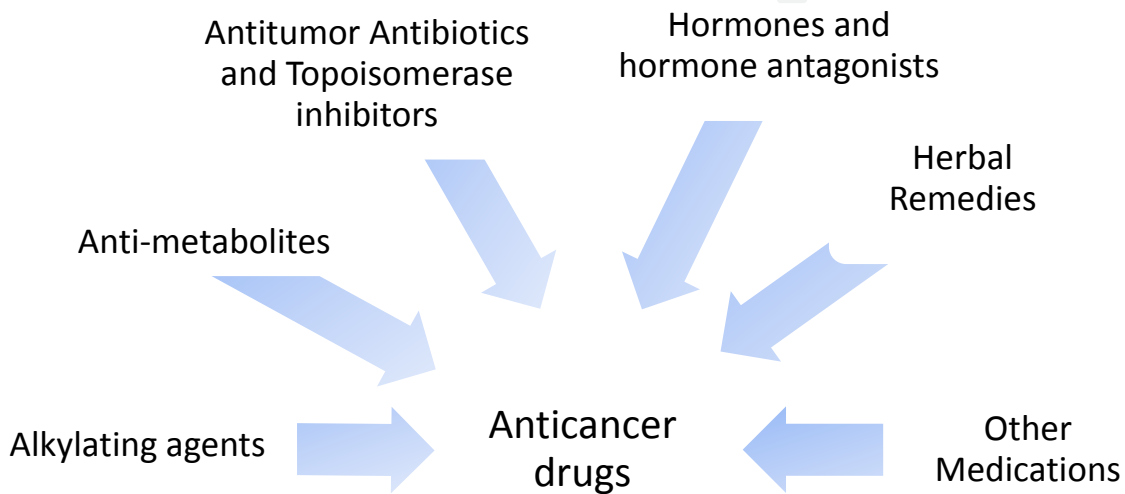 Antitumor Antibiotics
and Topoisomerase
inhibitors
Hormones and
hormone antagonists
Herbal
Remedies
Anti-metabolites
Alkylating agents
Anticancer
drugs
Other
Medications